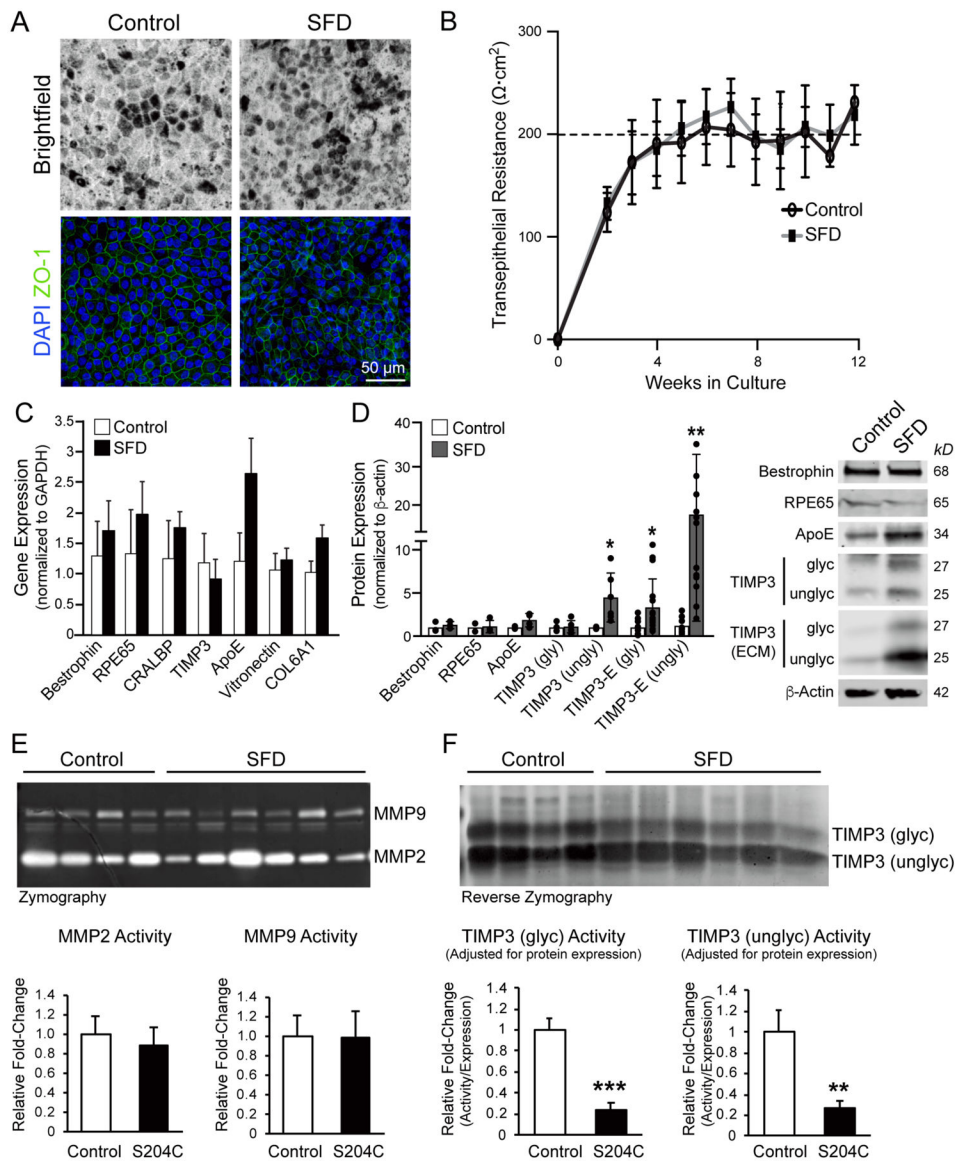 A
Control
SFD
Brightfield
DAPI ZO-1
50 µm
B
Transepithelial Resistance (Ω·cm²)
300
200
100
0
0
4
8
12
Weeks in Culture
Control
SFD
C
Control
SFD
Gene Expression
(normalized to GAPDH)
3.5
3
2.5
2.0
1.5
1.0
0.5
0
Bestrophin
RPE65
CRALBP
TIMP3
ApoE
Vitronectin
COL6A1
D
Control
SFD
Protein Expression
(normalized to β-actin)
40
30
20
10
5
0
*
*
**
Bestrophin
RPE65
ApoE
TIMP3 (gly)
TIMP3 (ungly)
TIMP3-E (gly)
TIMP3-E (ungly)
Control
SFD
kD
Bestrophin 68
RPE65 65
ApoE 34
TIMP3
glyc 27
unglyc 25
TIMP3
(ECM)
glyc 27
unglyc 25
β-Actin 42
E
Control
SFD
MMP9
MMP2
Zymography
MMP2 Activity
Relative Fold-Change
1.4
1.2
1.0
0.8
0.6
0.4
0.2
0
Control
S204C
MMP9 Activity
Relative Fold-Change
1.4
1.2
1.0
0.8
0.6
0.4
0.2
0
Control
S204C
F
Control
SFD
TIMP3 (glyc)
TIMP3 (unglyc)
Reverse Zymography
TIMP3 (glyc) Activity
(Adjusted for protein expression)
Relative Fold-Change
(Activity/Expression)
1.4
1.2
1
0.8
0.6
0.4
0.2
0
***
Control
S204C
TIMP3 (unglyc) Activity
(Adjusted for protein expression)
Relative Fold-Change
(Activity/Expression)
1.4
1.2
1
0.8
0.6
0.4
0.2
0
**
Control
S204C